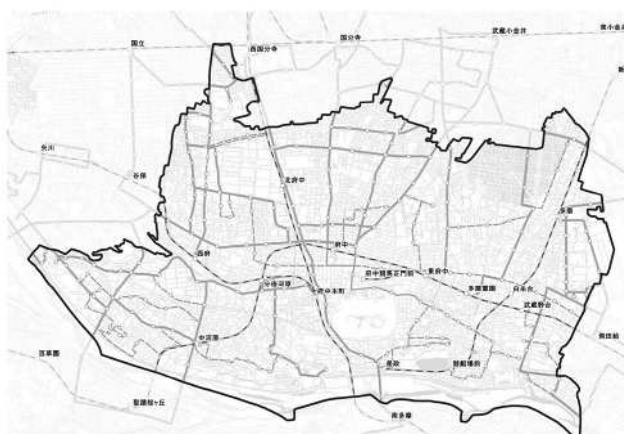 国立
西国分寺
国分寺
武蔵小金井
矢川
谷保
北府中
多磨
西府
府中
府中競馬正門前
東府中
分倍河原
府中本町
多磨霊園
白糸台
武蔵野台
飛田給
中河原
百草園
是政
競艇場前
聖蹟桜ヶ丘
南多摩